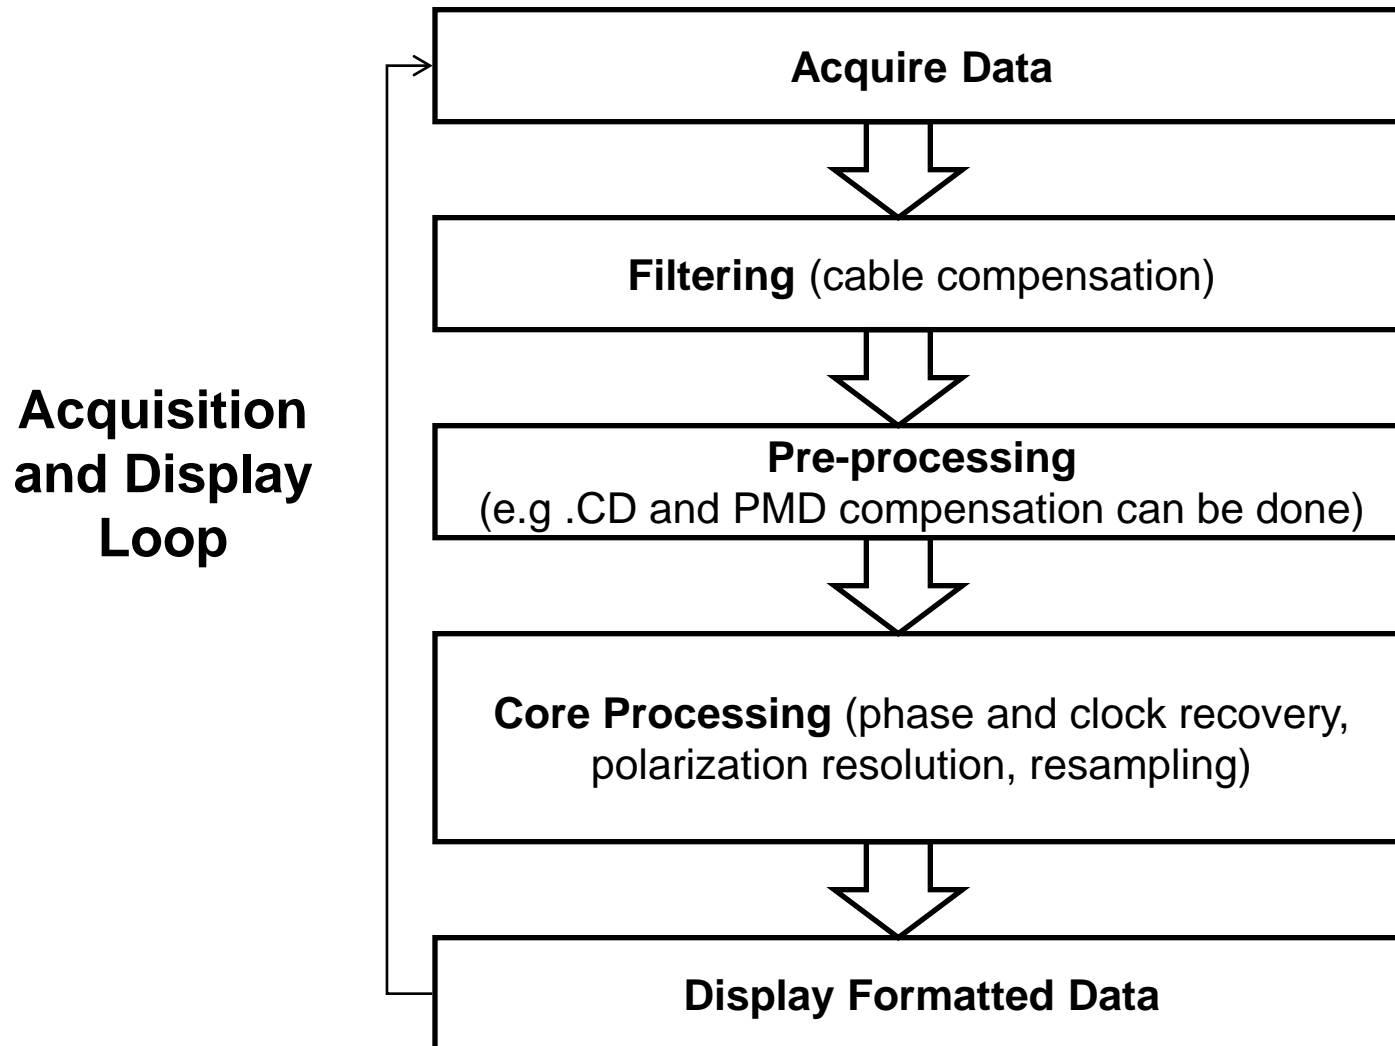 Acquire Data
Filtering (cable compensation)
Acquisition
and Display
Loop
Pre-processing
(e.g .CD and PMD compensation can be done)
Core Processing (phase and clock recovery,
polarization resolution, resampling)
Display Formatted Data